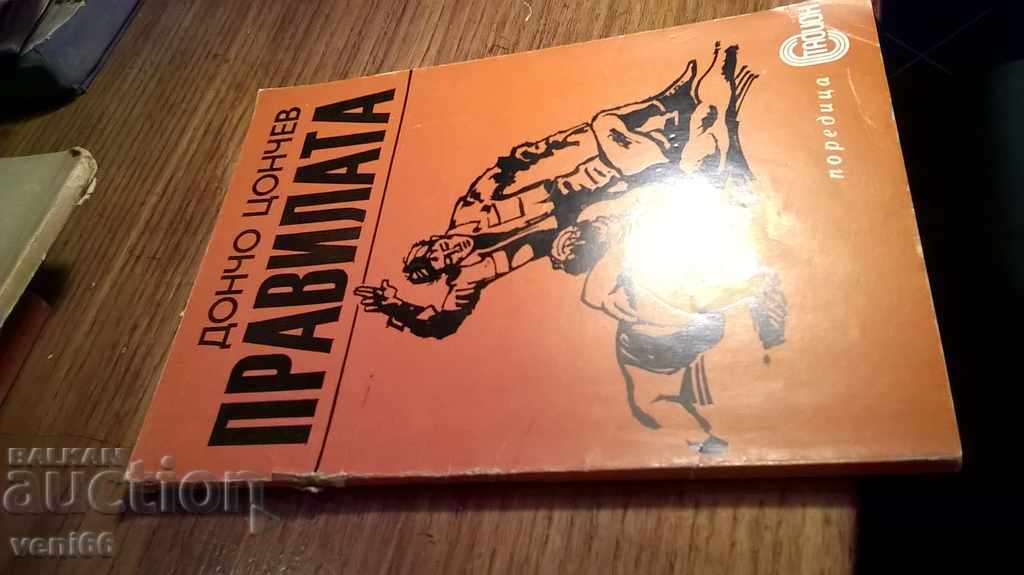 ДОНЧО ЦОНЧЕВ
ПРАВИЛАТА
поредица
СТАДИОН
BALKAN
auction
veni66